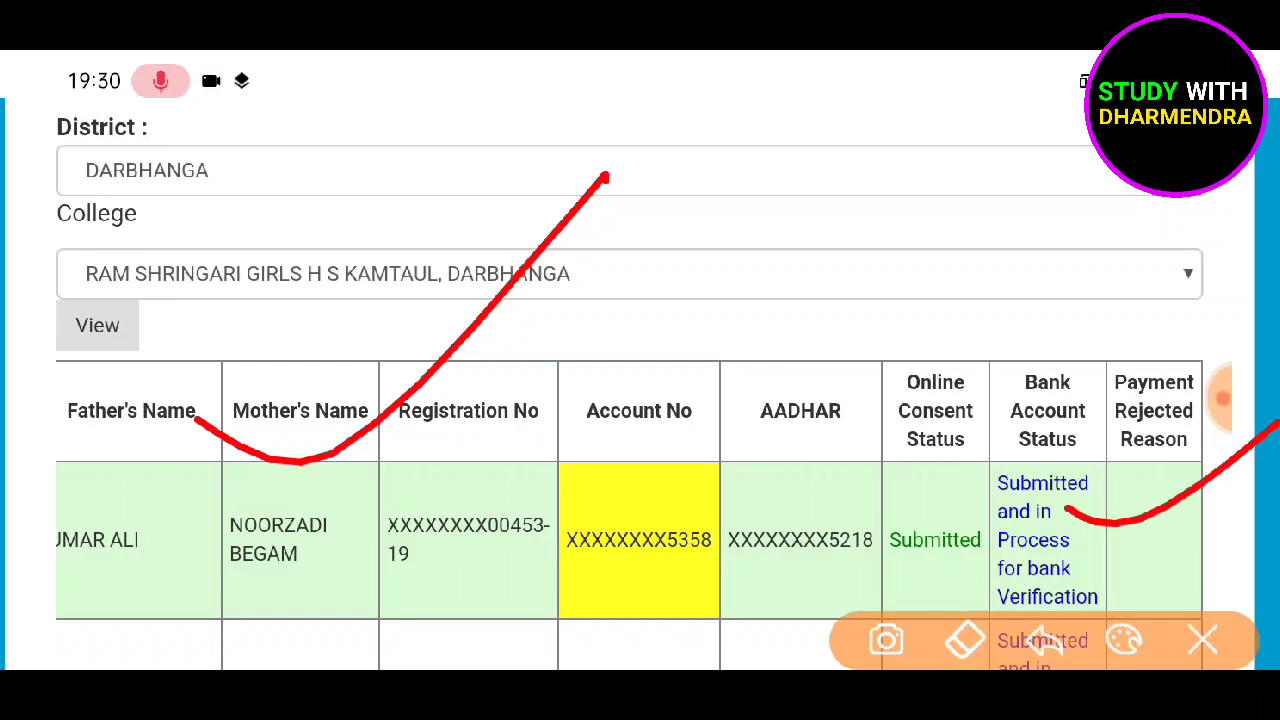 19:30
STUDY WITH
DHARMENDRA
District :
DARBHANGA
College
RAM SHRINGARI GIRLS H S KAMTAUL, DARBHANGA
View
Father's Name
Mother's Name
Registration No
Account No
AADHAR
Online
Consent
Status
Bank
Account
Status
Payment
Rejected
Reason
UMAR ALI
NOORZADI
BEGAM
XXXXXXXX00453-
19
XXXXXXXX5358
XXXXXXXX5218
Submitted
Submitted
and in
Process
for bank
Verification
Submitted
and in